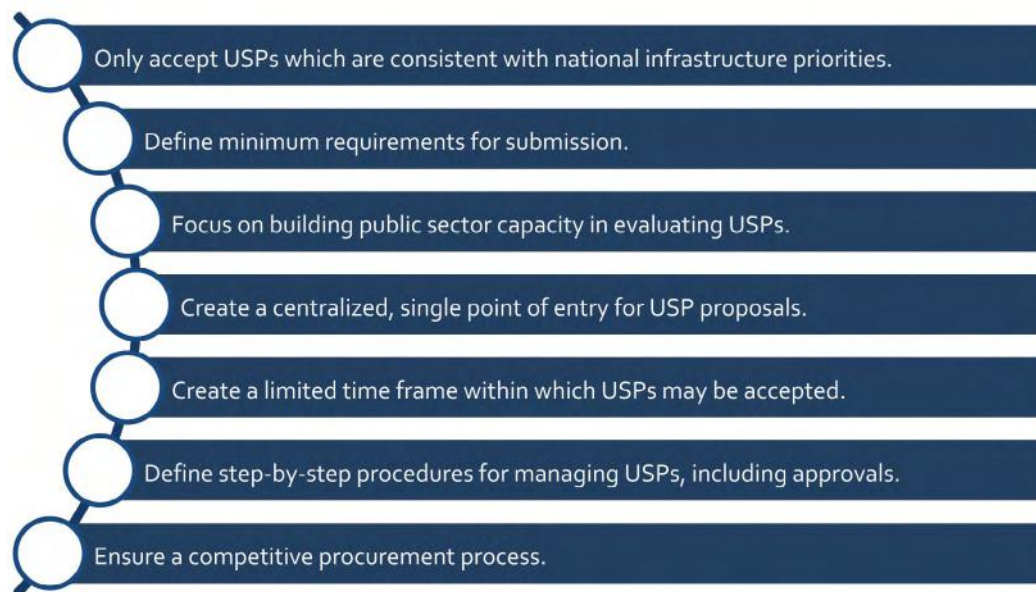 Only accept USPs which are consistent with national infrastructure priorities.
Define minimum requirements for submission.
Focus on building public sector capacity in evaluating USPs.
Create a centralized, single point of entry for USP proposals.
Create a limited time frame within which USPs may be accepted.
Define step-by-step procedures for managing USPs, including approvals.
Ensure a competitive procurement process.